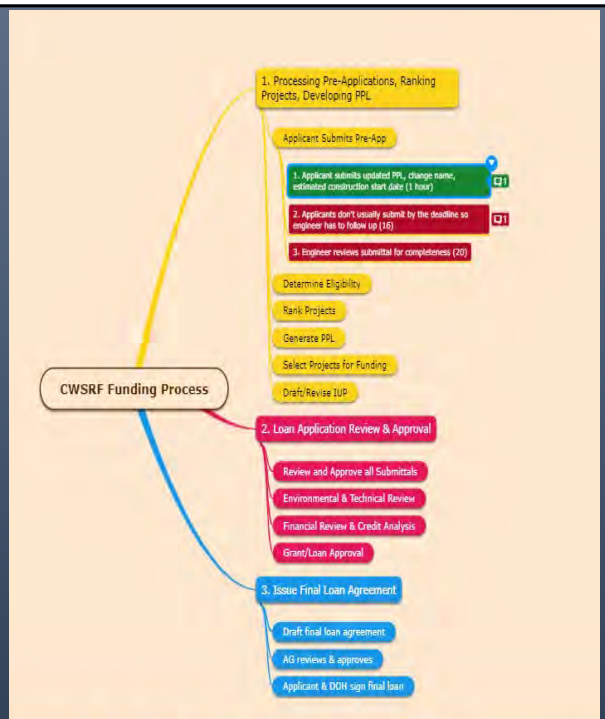 1. Processing Pre-Applications, Ranking
Projects, Developing PPL
Applicant Submits Pre-App
1. Applicant submits updated PPL, change name,
estimated construction start date (1 hour)
1
2. Applicants don't usually submit by the deadline so
engineer has to follow up (16)
1
3. Engineer reviews submittal for completeness (20)
Determine Eligibility
Rank Projects
Generate PPL
Select Projects for Funding
Draft/Revise IUP
CWSRF Funding Process
2. Loan Application Review & Approval
Review and Approve all Submittals
Environmental & Technical Review
Financial Review & Credit Analysis
Grant/Loan Approval
3. Issue Final Loan Agreement
Draft final loan agreement
AG reviews & approves
Applicant & DOH sign final loan